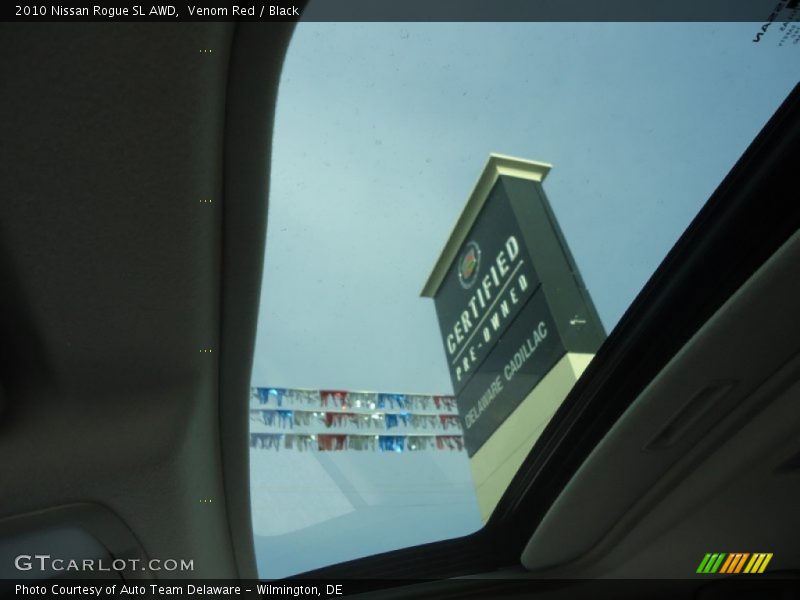 2010 Nissan Rogue SL AWD,  Venom Red / Black
CERTIFIED
PRE-OWNED
DELAWARE CADILLAC
GTCARLOT.COM
Photo Courtesy of Auto Team Delaware - Wilmington, DE